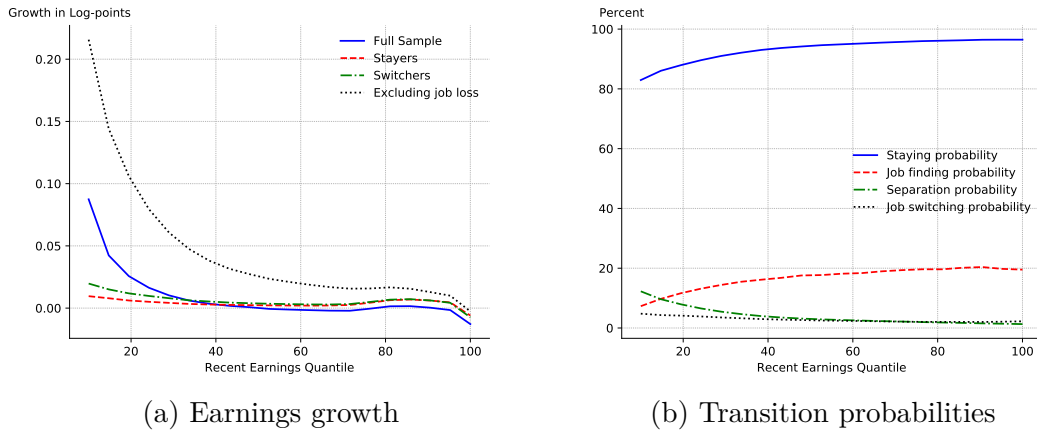 Growth in Log-points
Full Sample
Stayers
Switchers
Excluding job loss
0.20
0.15
0.10
0.05
0.00
20 40 60 80 100
Recent Earnings Quantile
(a) Earnings growth
Percent
100
80
60
40
20
0
Staying probability
Job finding probability
Separation probability
Job switching probability
20 40 60 80 100
Recent Earnings Quantile
(b) Transition probabilities